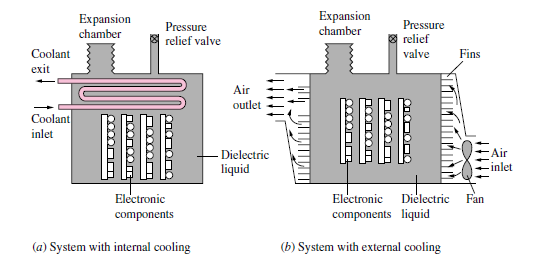 Expansion
chamber
Pressure
relief valve
Coolant
exit
Coolant
inlet
Dielectric
liquid
Electronic
components
(a) System with internal cooling
Expansion
chamber
Pressure
relief
valve
Fins
Air
outlet
Air
inlet
Electronic
components
Dielectric
liquid
Fan
(b) System with external cooling